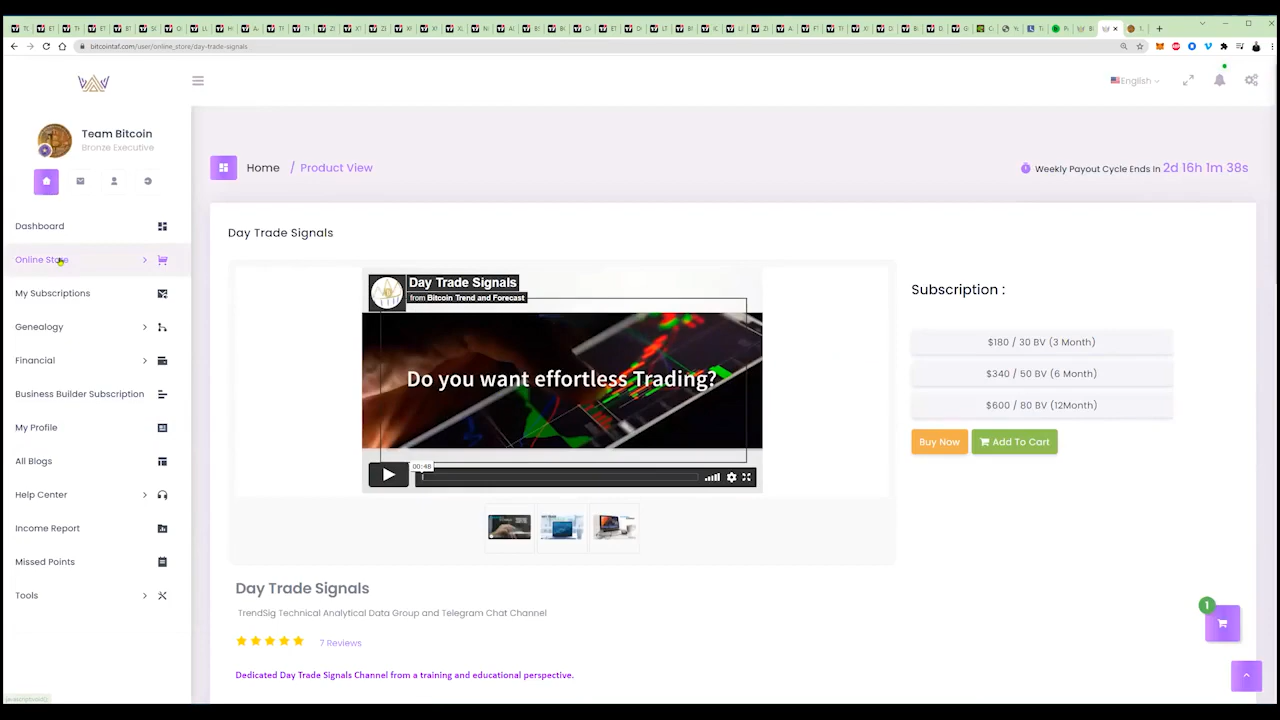 bitcointaf.com/user/online_store/day-trade-signals
English
Team Bitcoin
Bronze Executive
Home / Product View
Weekly Payout Cycle Ends In 2d 16h 1m 38s
Dashboard
Online Store
My Subscriptions
Genealogy
Financial
Business Builder Subscription
My Profile
All Blogs
Help Center
Income Report
Missed Points
Tools
Day Trade Signals
Day Trade Signals
from Bitcoin Trend and Forecast
Do you want effortless Trading?
00:48
Subscription :
$180 / 30 BV (3 Month)
$340 / 50 BV (6 Month)
$600 / 80 BV (12Month)
Buy Now
Add To Cart
Day Trade Signals
TrendSig Technical Analytical Data Group and Telegram Chat Channel
7 Reviews
1
Dedicated Day Trade Signals Channel from a training and educational perspective.